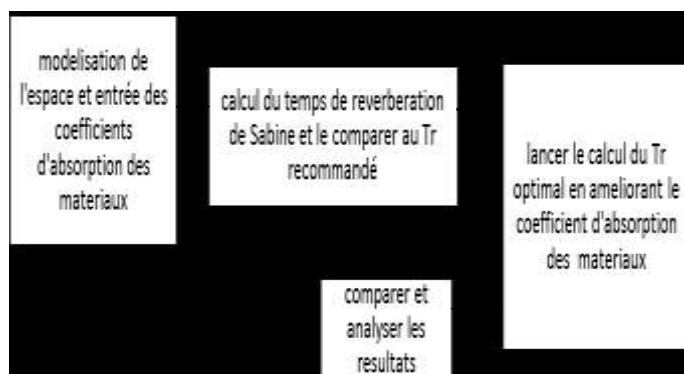 modelisation de
l'espace et entrée des
coefficients
d'absorption des
materiaux
calcul du temps de reverberation
de Sabine et le comparer au Tr
recommandé
lancer le calcul du Tr
optimal en ameliorant le
coefficient d'absorption
des materiaux
comparer et
analyser les
resultats